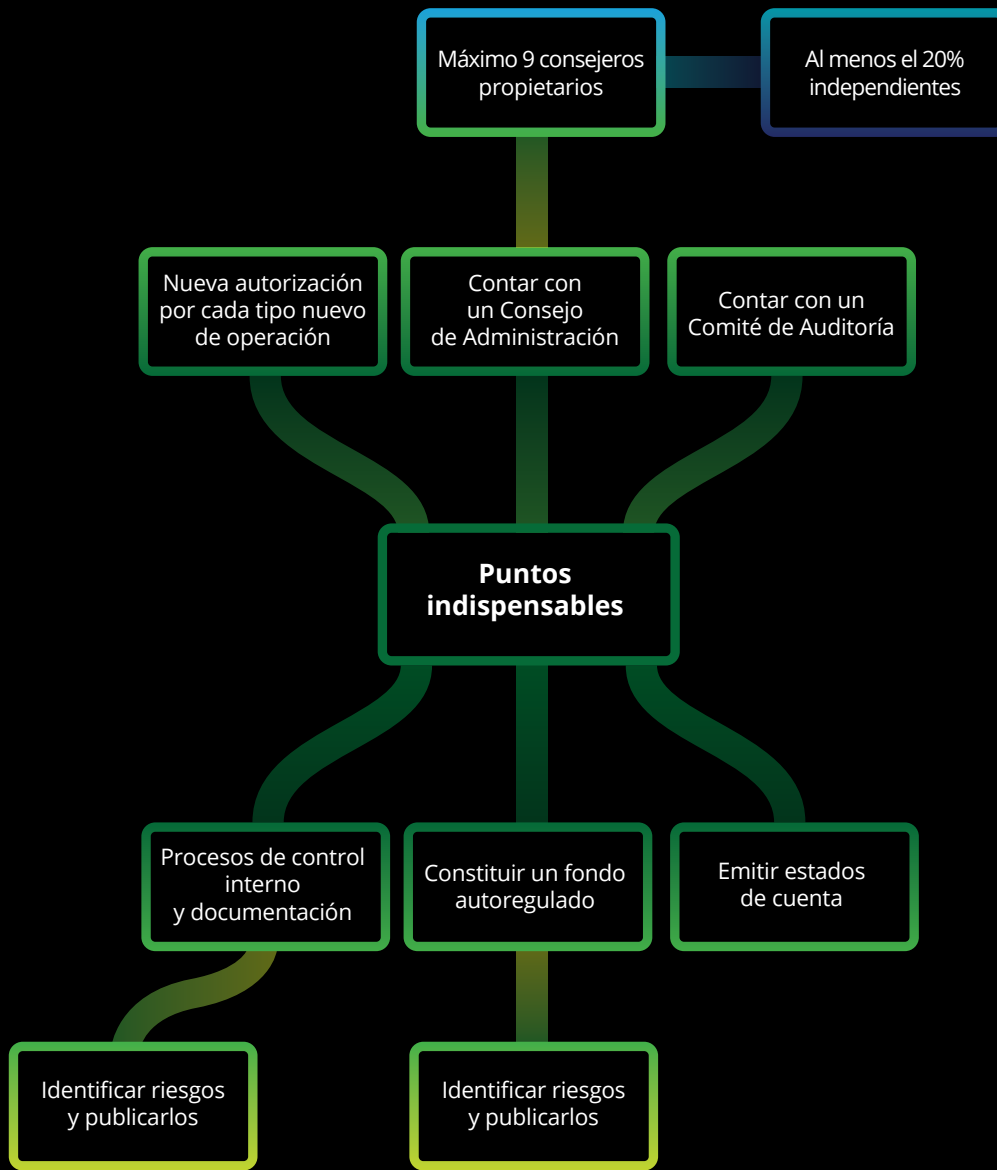 Máximo 9 consejeros
propietarios
Al menos el 20%
independientes
Nueva autorización
por cada tipo nuevo
de operación
Contar con
un Consejo
de Administración
Contar con un
Comité de Auditoría
Puntos
indispensables
Procesos de control
interno
y documentación
Constituir un fondo
autoregulado
Emitir estados
de cuenta
Identificar riesgos
y publicarlos
Identificar riesgos
y publicarlos